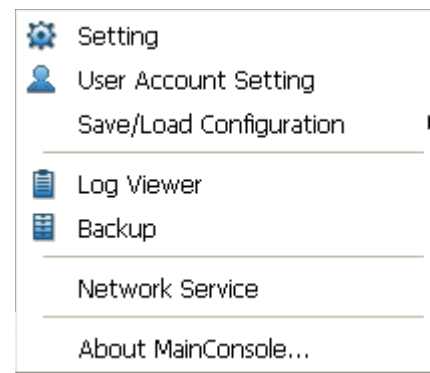 Setting
User Account Setting
Save/Load Configuration
Log Viewer
Backup
Network Service
About MainConsole...